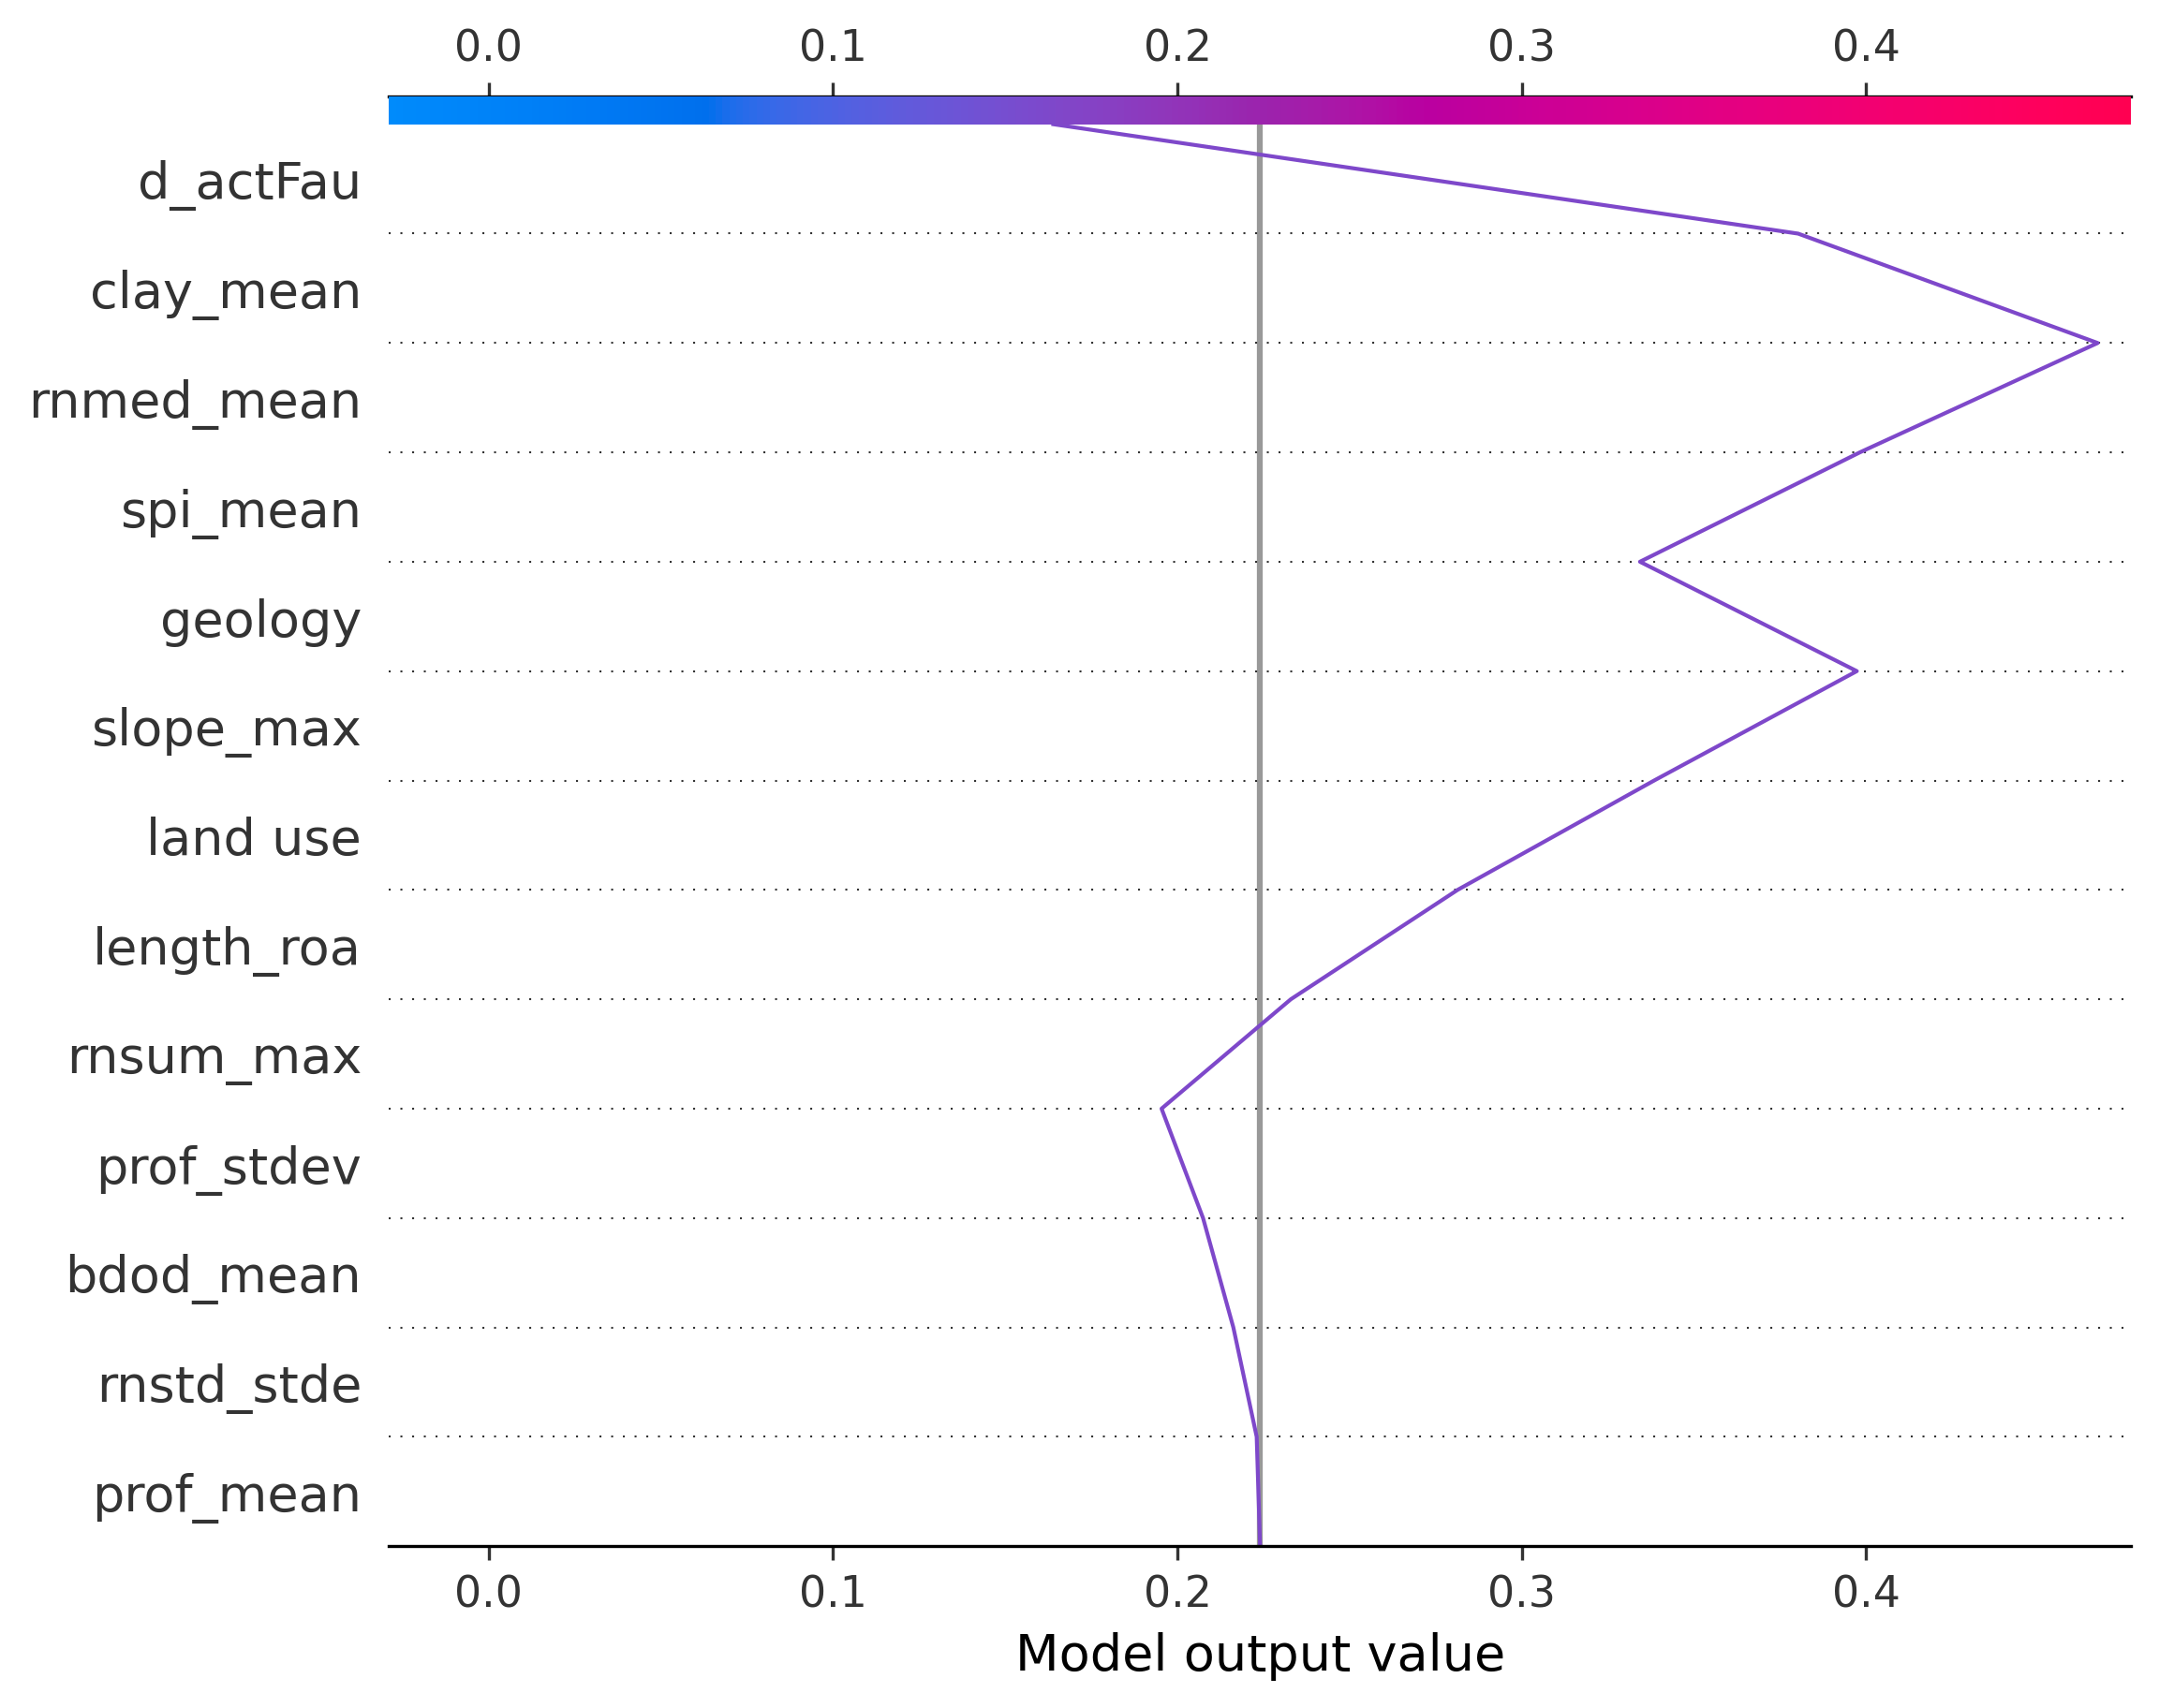 0.0 0.1 0.2 0.3 0.4
d_actFau
clay_mean
rnmed_mean
spi_mean
geology
slope_max
land use
length_roa
rnsum_max
prof_stdev
bdod_mean
rnstd_stde
prof_mean
0.0 0.1 0.2 0.3 0.4
Model output value